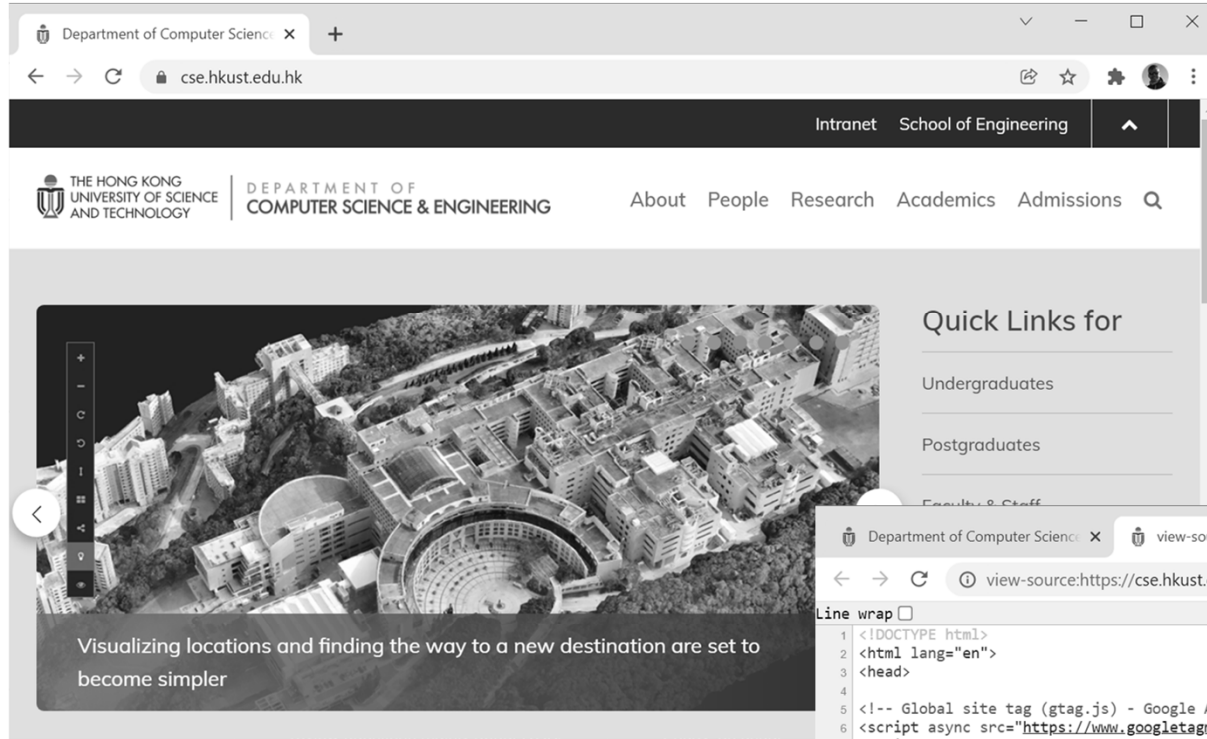 Department of Computer Science
cse.hkust.edu.hk
Intranet School of Engineering
THE HONG KONG
UNIVERSITY OF SCIENCE
AND TECHNOLOGY
DEPARTMENT OF
COMPUTER SCIENCE & ENGINEERING
About People Research Academics Admissions
Quick Links for
Undergraduates
Postgraduates
Faculty & Staff
Visualizing locations and finding the way to a new destination are set to
become simpler
Department of Computer Science
view-so
view-source:https://cse.hkust.
Line wrap
1 <!DOCTYPE html>
2 <html lang="en">
3 <head>
4
5 <!-- Global site tag (gtag.js) - Google
6 <script async src="https://www.googletag